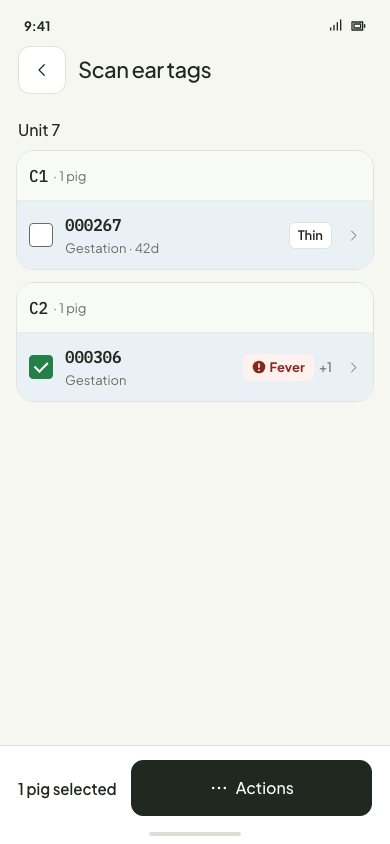 9:41
Scan ear tags
Unit 7
C1 · 1 pig
000267
Gestation · 42d
Thin
C2 · 1 pig
000306
Gestation
Fever +1
1 pig selected
Actions